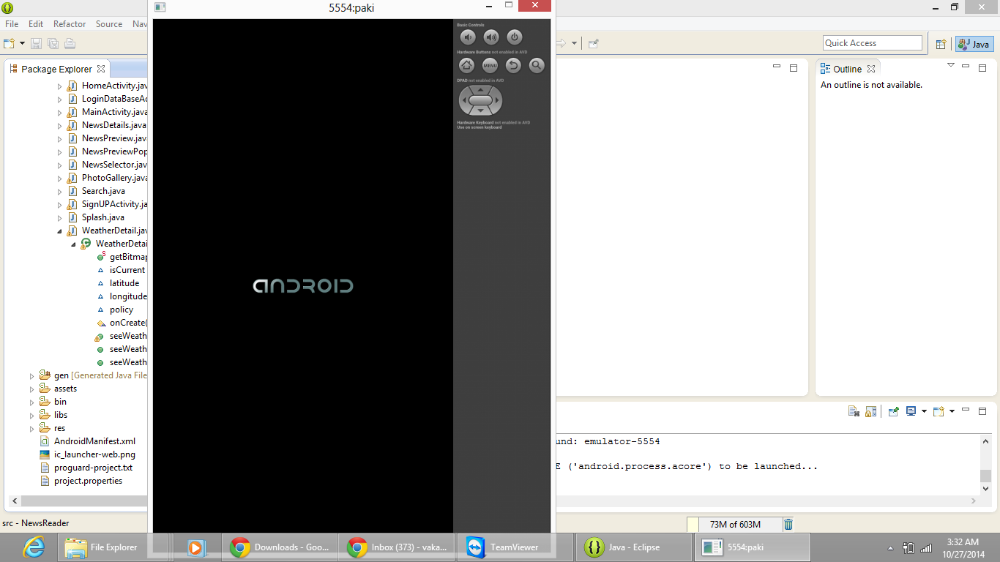 5554:paki
File Edit Refactor Source Nav
Quick Access
Java
Package Explorer
HomeActivity.jav
LoginDataBaseAc
MainActivity.java
NewsDetails.java
NewsPreview.java
NewsPreviewPop
NewsSelector.jav
PhotoGallery.java
Search.java
SignUPActivity.ja
Splash.java
WeatherDetail.jav
WeatherDetai
getBitmap
isCurrent
latitude
longitude
policy
onCreate(
seeWeath
seeWeath
seeWeath
gen [Generated Java File
assets
bin
libs
res
AndroidManifest.xml
ic_launcher-web.png
proguard-project.txt
project.properties
src - NewsReader
ANDROID
Basic Controls
Hardware Buttons not enabled in AVD
MENU
DPAD not enabled in AVD
Hardware Keyboard not enabled in AVD
Use on screen keyboard
Outline
An outline is not available.
und: emulator-5554
E ('android.process.acore') to be launched...
73M of 603M
File Explorer
Downloads - Goo...
Inbox (373) - vaka...
TeamViewer
Java - Eclipse
5554:paki
3:32 AM
10/27/2014